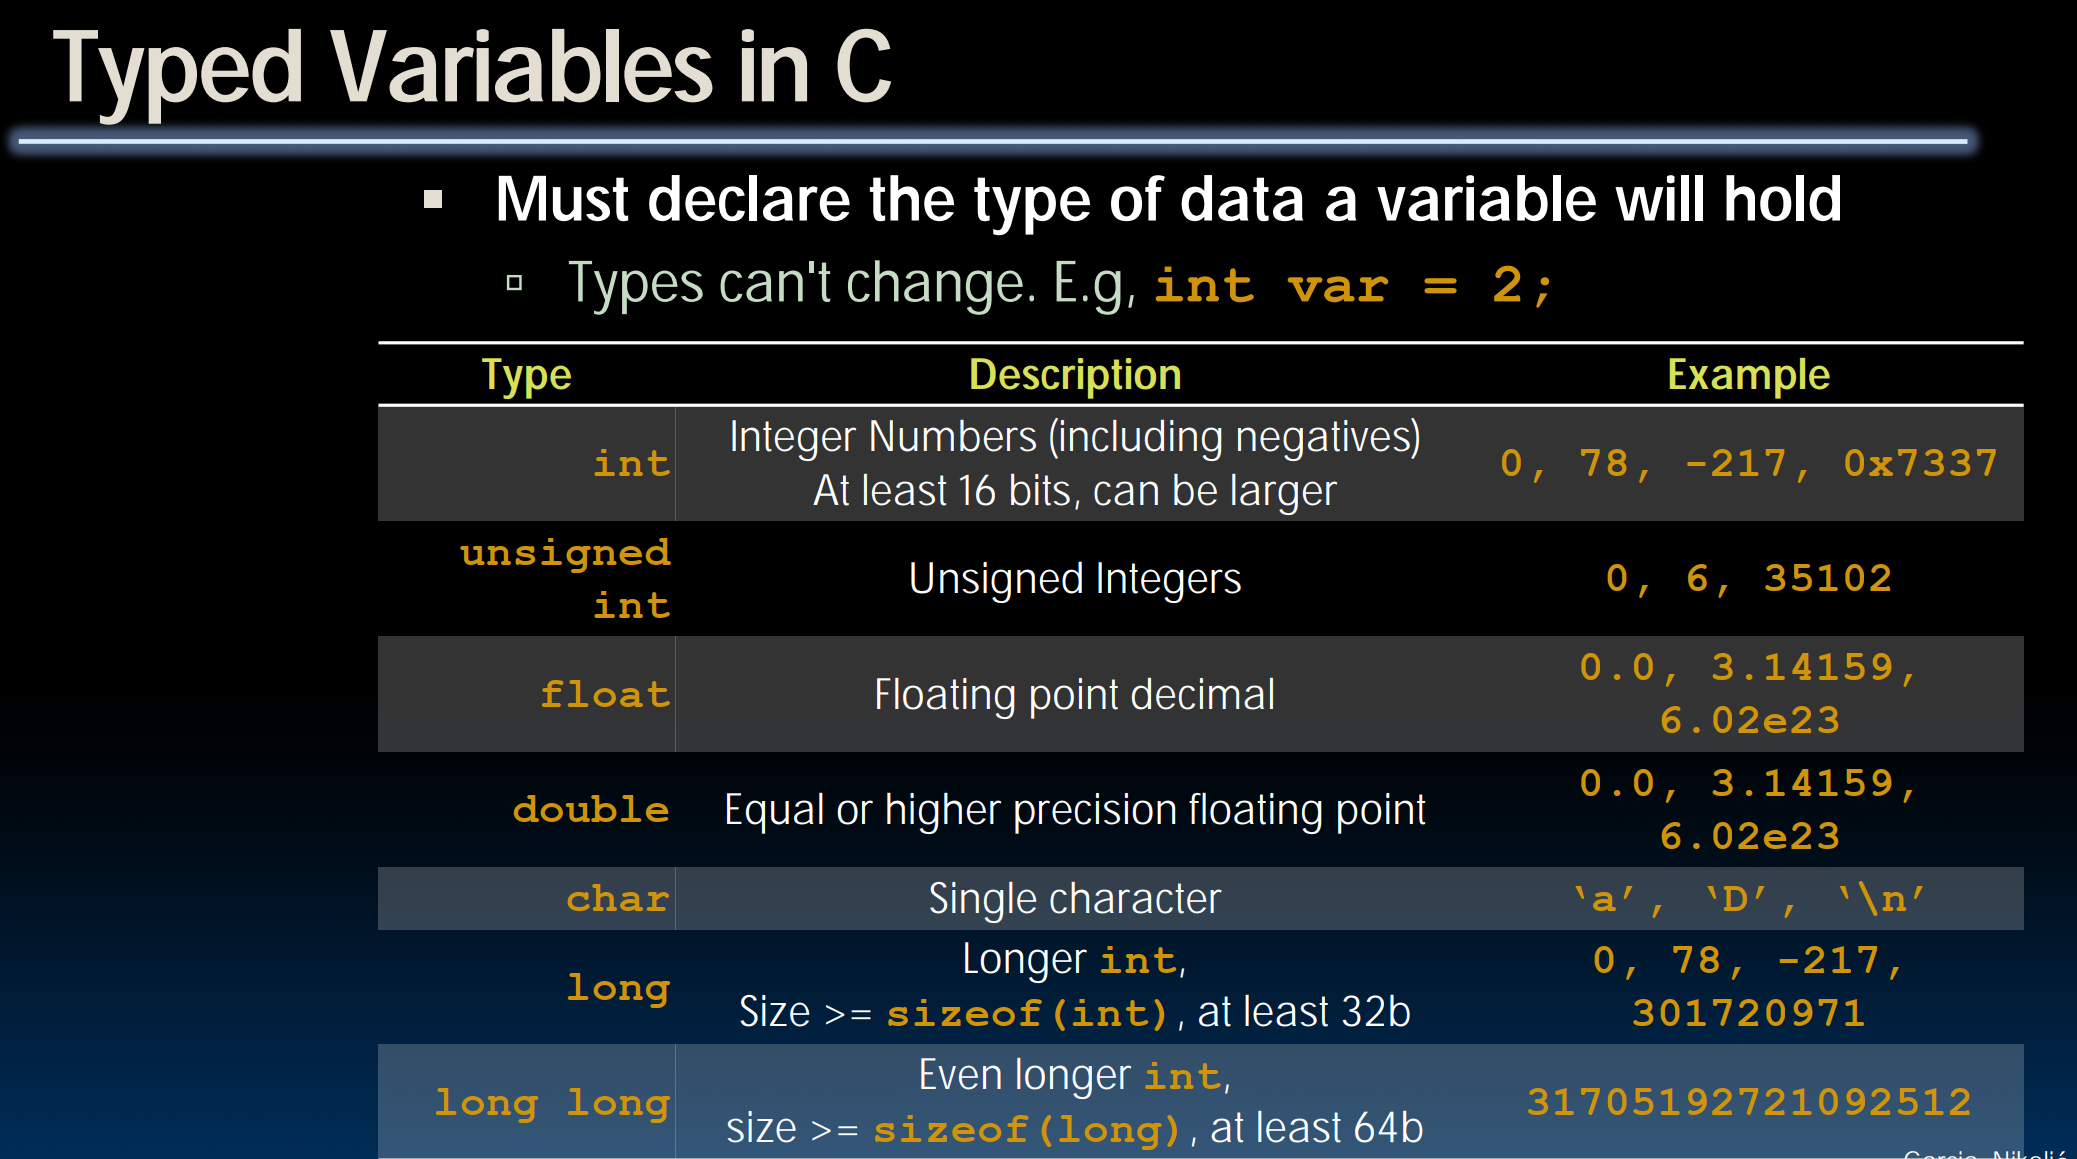 Typed Variables in C
Must declare the type of data a variable will hold
Types can't change. E.g, int var = 2;
Type Description Example
int
Integer Numbers (including negatives)
At least 16 bits, can be larger
0, 78, -217, 0x7337
unsigned
int
Unsigned Integers
0, 6, 35102
float
Floating point decimal
0.0, 3.14159,
6.02e23
double
Equal or higher precision floating point
0.0, 3.14159,
6.02e23
char
Single character
‘a’, ‘D’, ‘\n’
long
Longer int,
Size >= sizeof(int), at least 32b
0, 78, -217,
301720971
long long
Even longer int,
size >= sizeof(long), at least 64b
31705192721092512